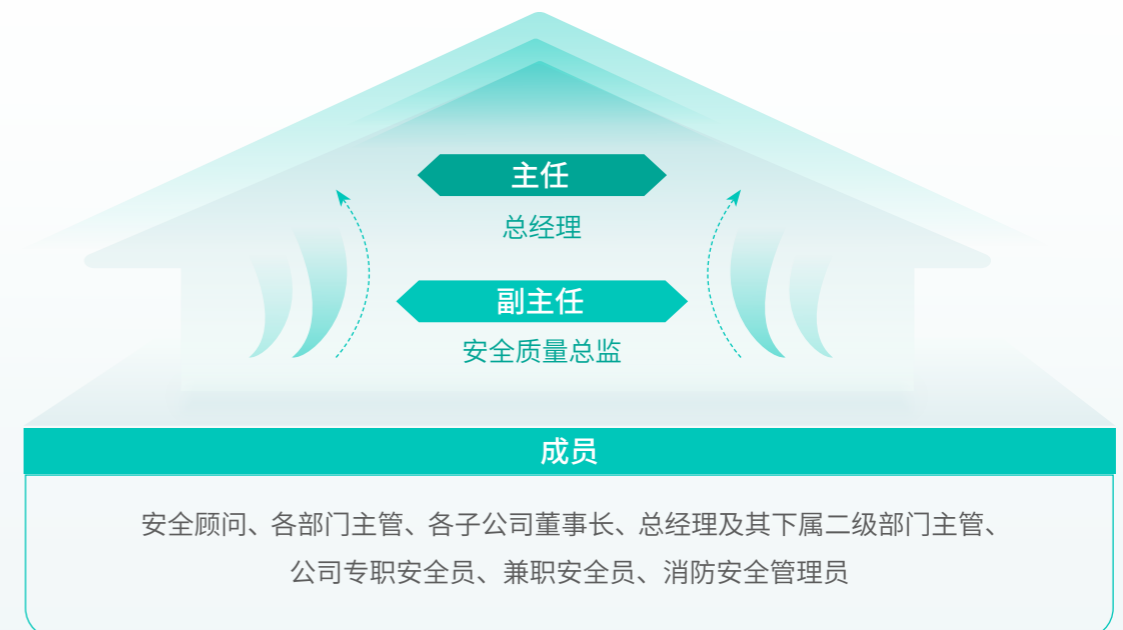 主任
总经理
副主任
安全质量总监
成员
安全顾问、各部门主管、各子公司董事长、总经理及其下属二级部门主管、
公司专职安全员、兼职安全员、消防安全管理员